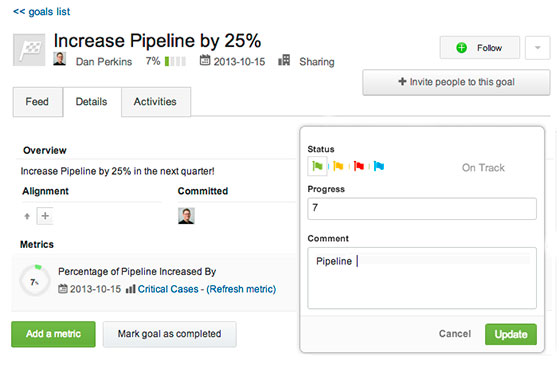 << goals list
Increase Pipeline by 25%
Dan Perkins 7% 2013-10-15 Sharing
Follow
Invite people to this goal
Feed Details Activities
Overview
Increase Pipeline by 25% in the next quarter!
Alignment Committed
Metrics
7%
Percentage of Pipeline Increased By
2013-10-15 Critical Cases - (Refresh metric)
Add a metric Mark goal as completed
Status
On Track
Progress
7
Comment
Pipeline
Cancel Update